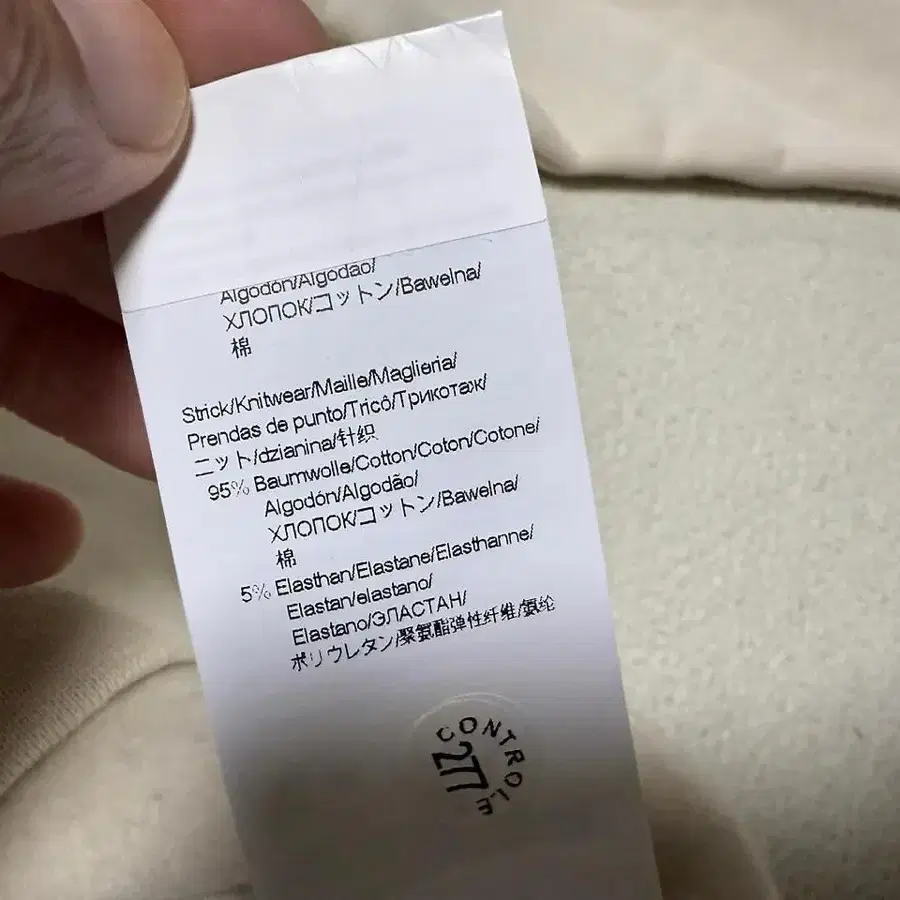 Algodón/Algodão/
ХЛОПОК/コットン/Bawełna/
棉
Strick/Knitwear/Maille/Maglieria/
Prendas de punto/Tricô/Трикотаж/
ニット/dzianina/针织
95% Baumwolle/Cotton/Coton/Cotone/
Algodón/Algodão/
ХЛОПОК/コットン/Bawełna/
棉
5% Elasthan/Elastane/Elasthanne/
Elastan/elastano/
Elastano/ЭЛАСТАН/
ポリウレタン/聚氨酯弹性纤维/氨纶
CONTROLE
277